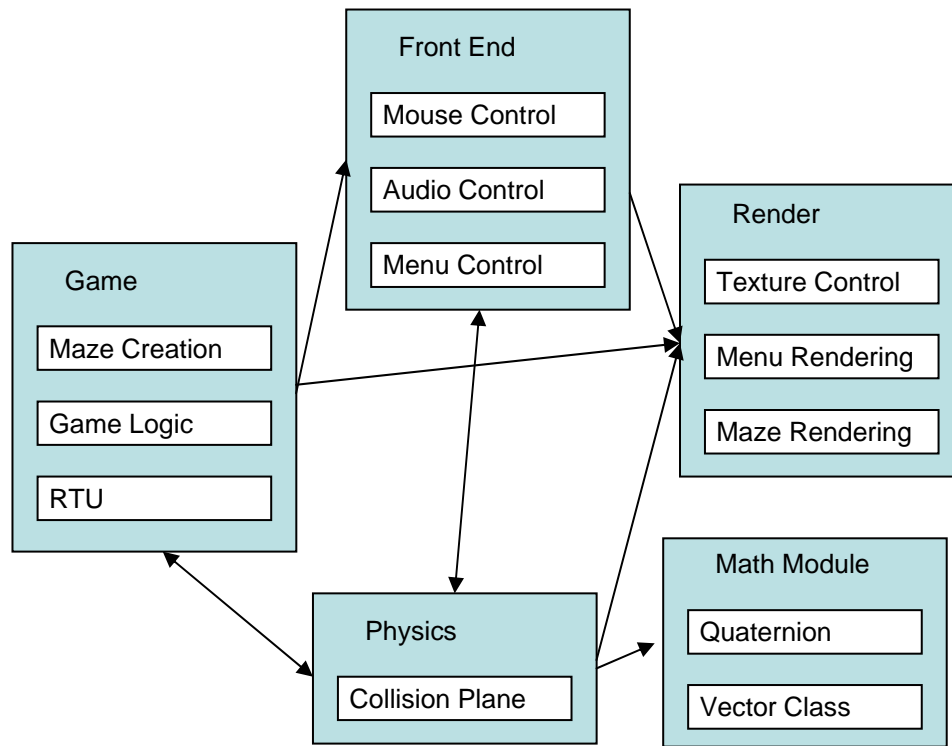 Front End
Mouse Control
Audio Control
Menu Control
Render
Texture Control
Menu Rendering
Maze Rendering
Game
Maze Creation
Game Logic
RTU
Physics
Collision Plane
Math Module
Quaternion
Vector Class